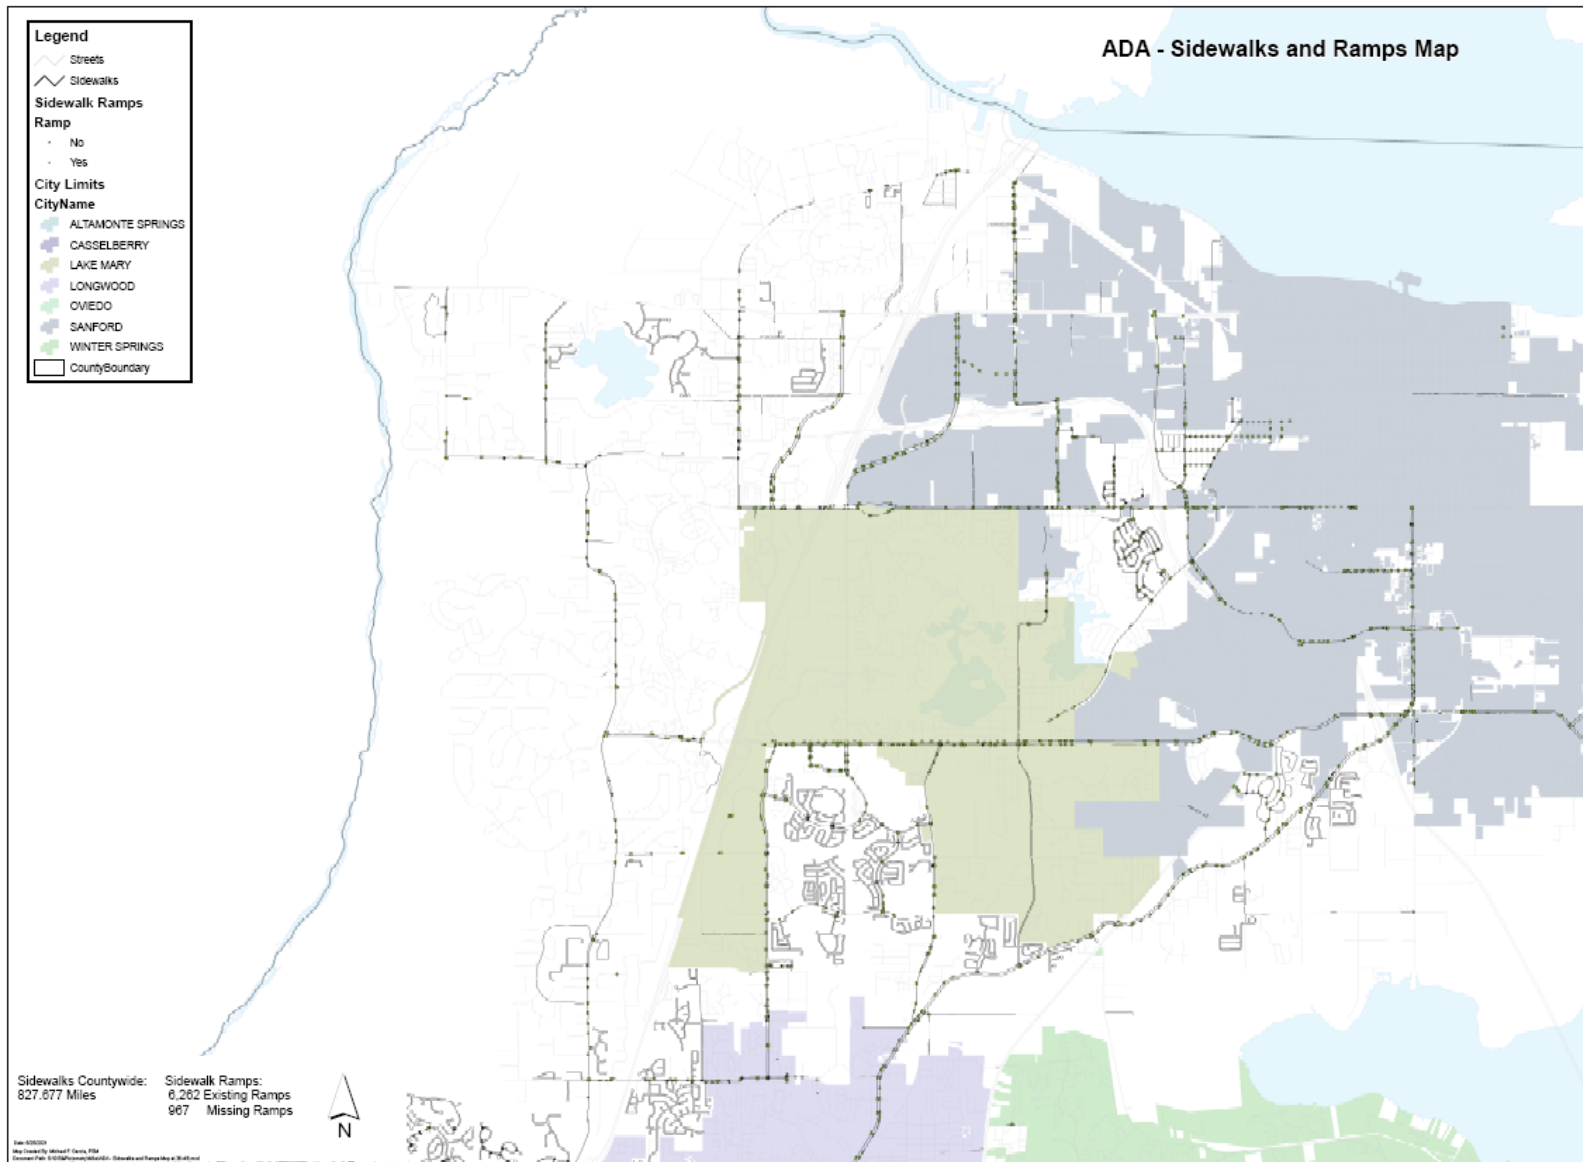 ADA - Sidewalks and Ramps Map
Legend
Streets
Sidewalks
Sidewalk Ramps
Ramp
No
Yes
City Limits
CityName
ALTAMONTE SPRINGS
CASSELBERRY
LAKE MARY
LONGWOOD
OVIEDO
SANFORD
WINTER SPRINGS
CountyBoundary
Sidewalks Countywide:
827.677 Miles
Sidewalk Ramps:
6,262 Existing Ramps
967 Missing Ramps
N